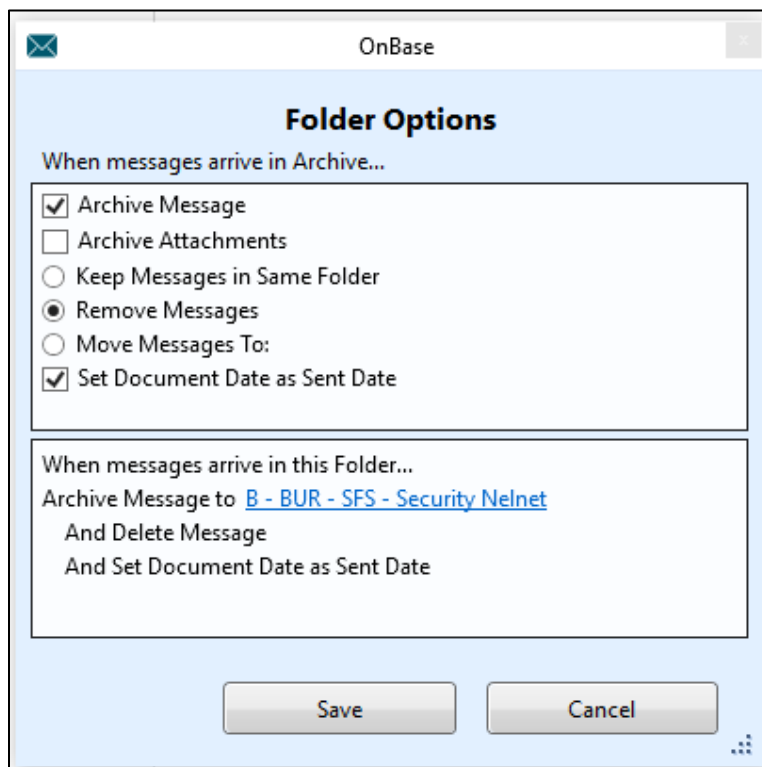 OnBase
Folder Options
When messages arrive in Archive...
Archive Message
Archive Attachments
Keep Messages in Same Folder
Remove Messages
Move Messages To:
Set Document Date as Sent Date
When messages arrive in this Folder...
Archive Message to B - BUR - SFS - Security Nelnet
And Delete Message
And Set Document Date as Sent Date
Save Cancel